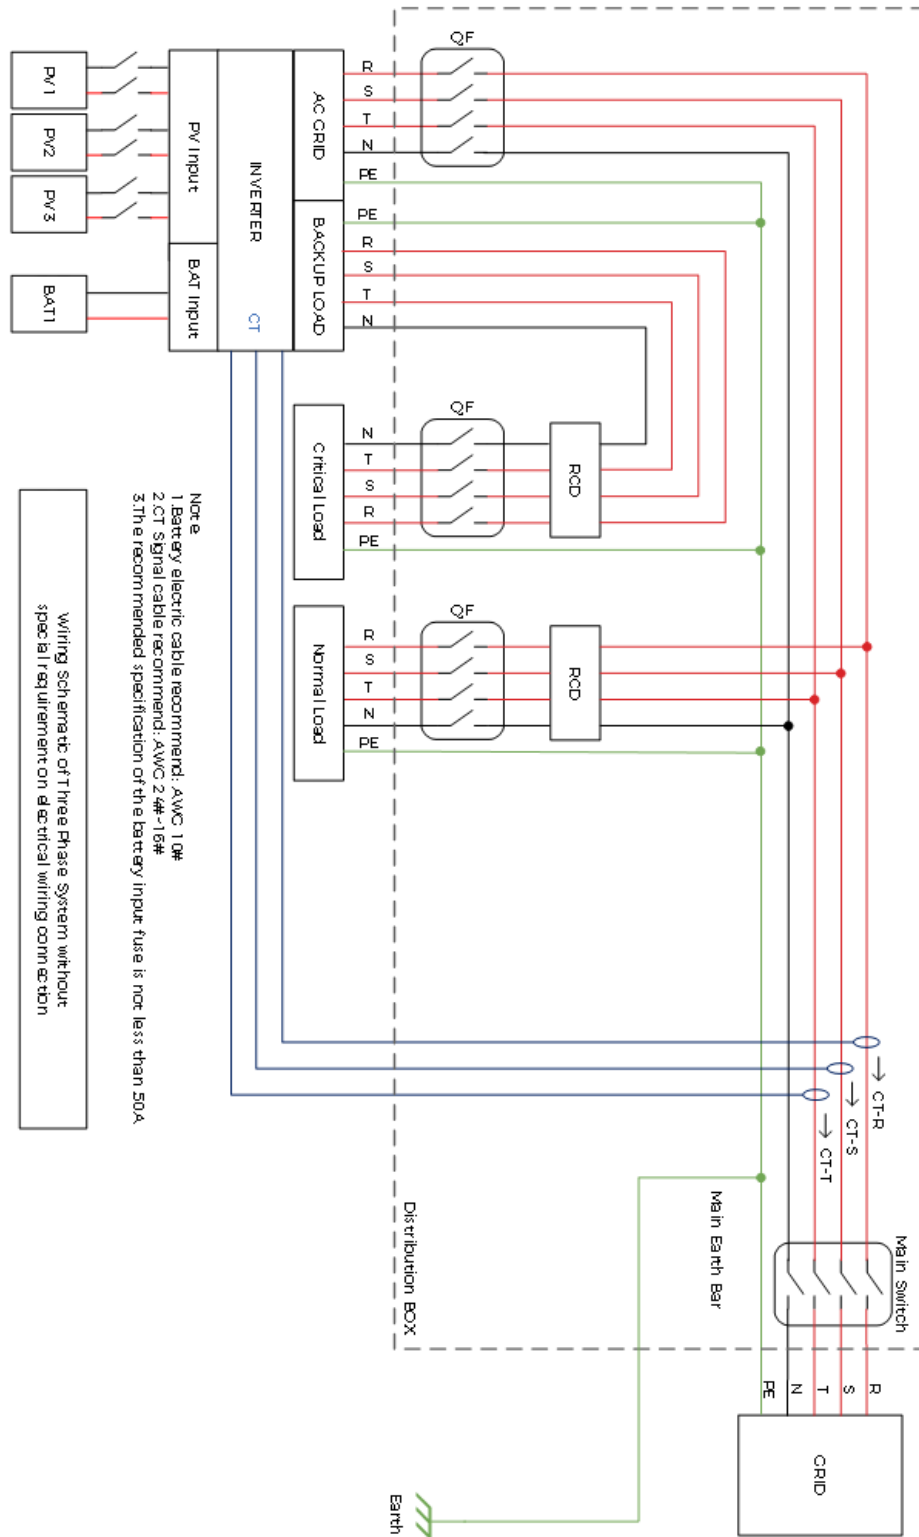 QF
R
S
T
N
PE
PE
R
S
T
N
AC GRID
BACKUP LOAD
INVERTER
CT
PV Input
BAT Input
PV1
PV2
PV3
BAT1
QF
N
T
S
R
PE
Critical Load
RCD
QF
R
S
T
N
PE
Normal Load
RCD
Note
1.Battery electric cable recommend: AWG 10#
2.CT Signal cable recommend: AWG 24#-16#
3.The recommended specification of the battery input fuse is not less than 50A
Wiring Schematic of Three Phase System without
special requirement on electrical wiring connection
CT-R
CT-S
CT-T
Main Switch
Main Earth Bar
Distribution BOX
R
S
T
N
PE
GRID
Earth